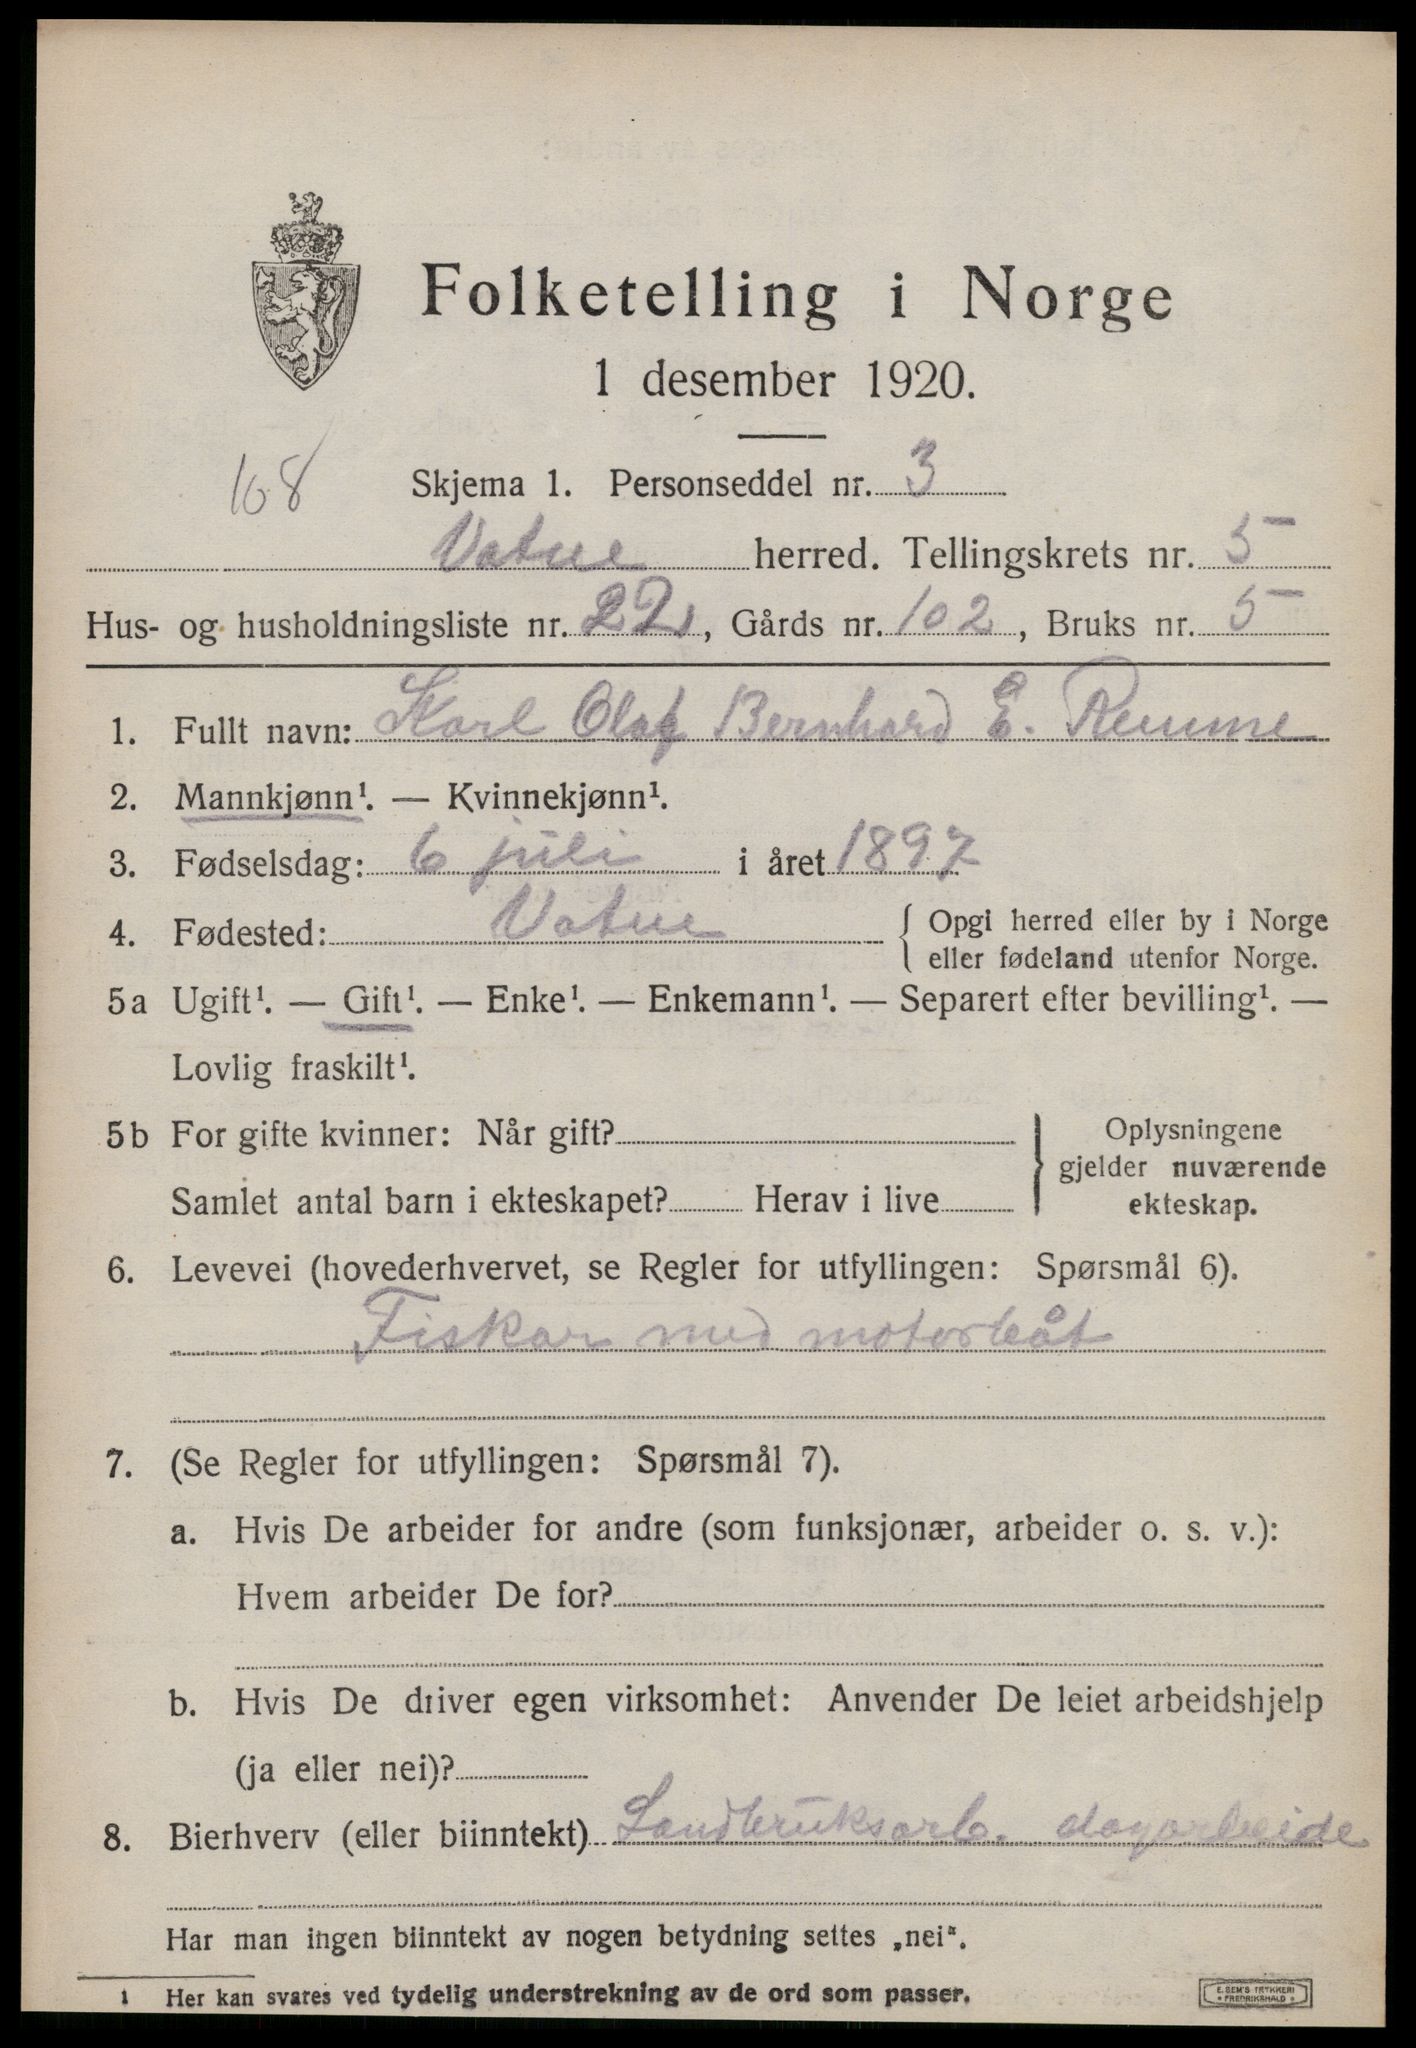 Folketelling i Norge
1 desember 1920.
168
Skjema 1. Personseddel nr. 3
Vatne herred. Tellingskrets nr. 5
Hus- og husholdningsliste nr. 22, Gårds nr. 102, Bruks nr. 5
1. Fullt navn: Karl Olaf Bernhard E. Remme
2. Mannkjønn¹. — Kvinnekjønn¹.
3. Fødselsdag: 6 juli i året 1897
4. Fødested: Vatne { Opgi herred eller by i Norge
eller fødeland utenfor Norge.
5a Ugift¹. — Gift¹. — Enke¹. — Enkemann¹. — Separert efter bevilling¹. —
Lovlig fraskilt¹.
5b For gifte kvinner: Når gift?
Samlet antal barn i ekteskapet? Herav i live
} Oplysningene
gjelder nuværende
ekteskap.
6. Levevei (hovederhvervet, se Regler for utfyllingen: Spørsmål 6).
Fiskar med motorbåt
7. (Se Regler for utfyllingen: Spørsmål 7).
a. Hvis De arbeider for andre (som funksjonær, arbeider o. s. v.):
Hvem arbeider De for?
b. Hvis De driver egen virksomhet: Anvender De leiet arbeidshjelp
(ja eller nei)?
8. Bierhverv (eller biinntekt) Landbruksarb. dagarbeide
Har man ingen biinntekt av nogen betydning settes „nei".
1 Her kan svares ved tydelig understrekning av de ord som passer.
E. SEM'S TRYKKERI
FREDRIKSHALD